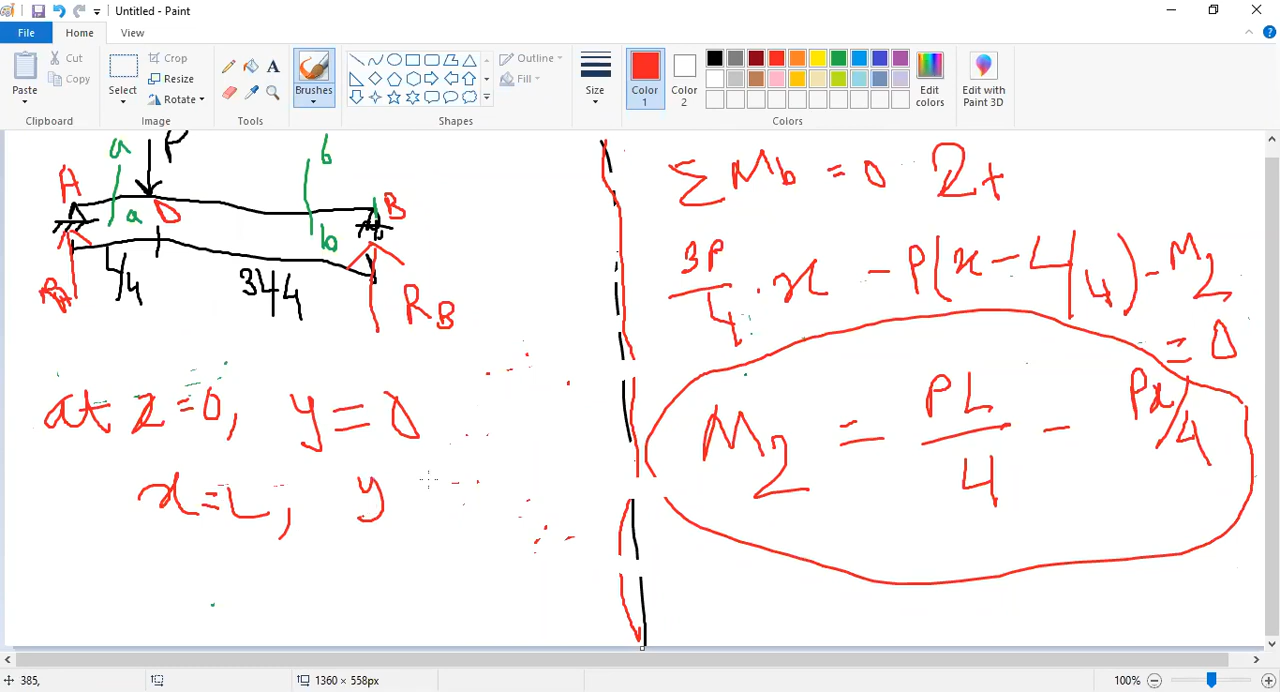 Untitled - Paint
File
Home
View
Paste
Cut
Copy
Clipboard
Select
Crop
Resize
Rotate
Image
A
Tools
Brushes
Outline
Fill
Shapes
Size
Color 1
Color 2
Edit colors
Colors
Edit with Paint 3D
a
P
b
A
a
D
B
b
RA
L/4
3L/4
RB
at x=0, y=0
x=L, y
ΣMb = 0 2+
3P/4 . x - P(x - L/4) - M2
= 0
M2 = PL/4 - Px/4
385,
1360 × 558px
100%